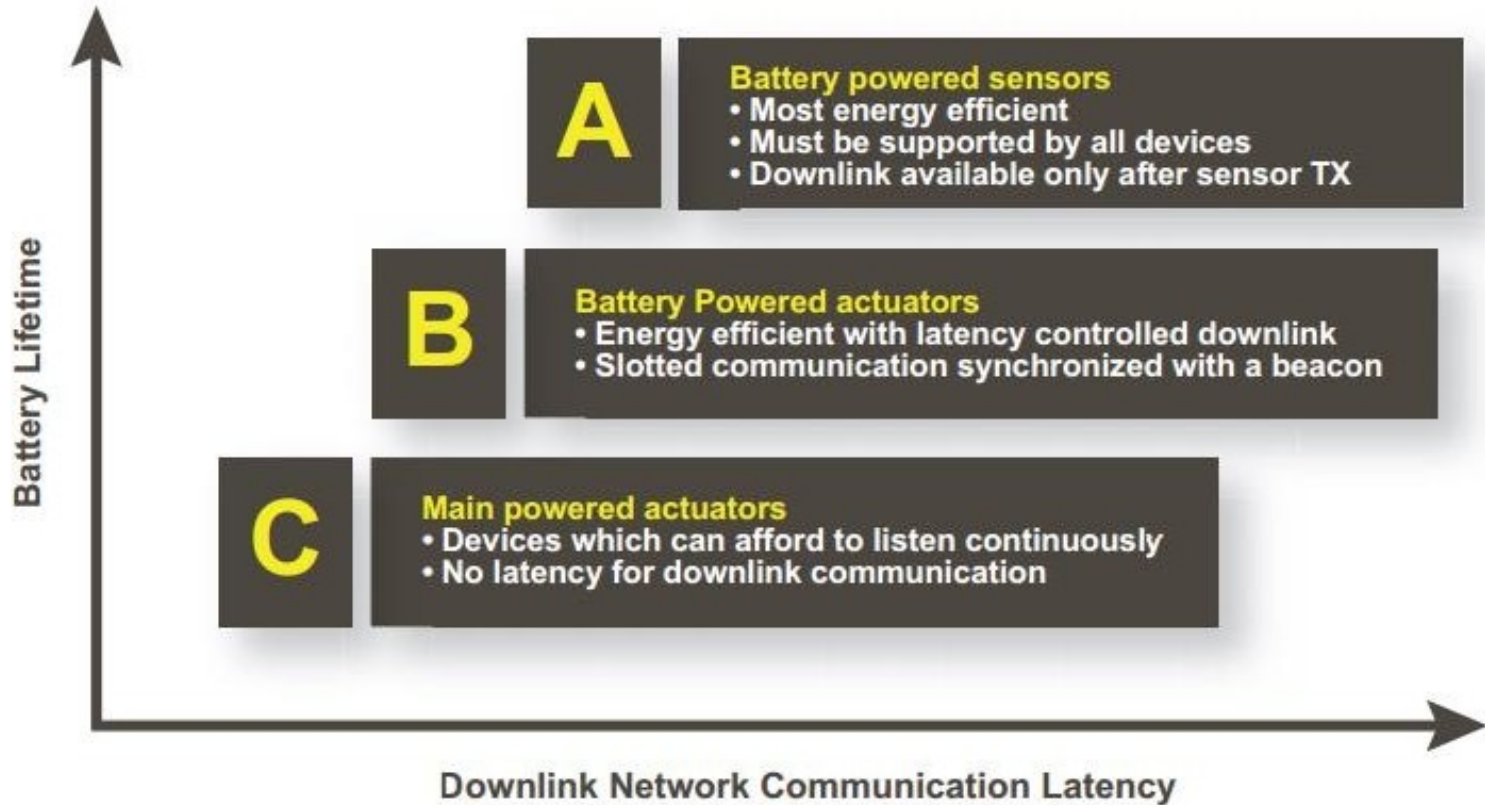 Battery Lifetime
A
Battery powered sensors
• Most energy efficient
• Must be supported by all devices
• Downlink available only after sensor TX
B
Battery Powered actuators
• Energy efficient with latency controlled downlink
• Slotted communication synchronized with a beacon
C
Main powered actuators
• Devices which can afford to listen continuously
• No latency for downlink communication
Downlink Network Communication Latency